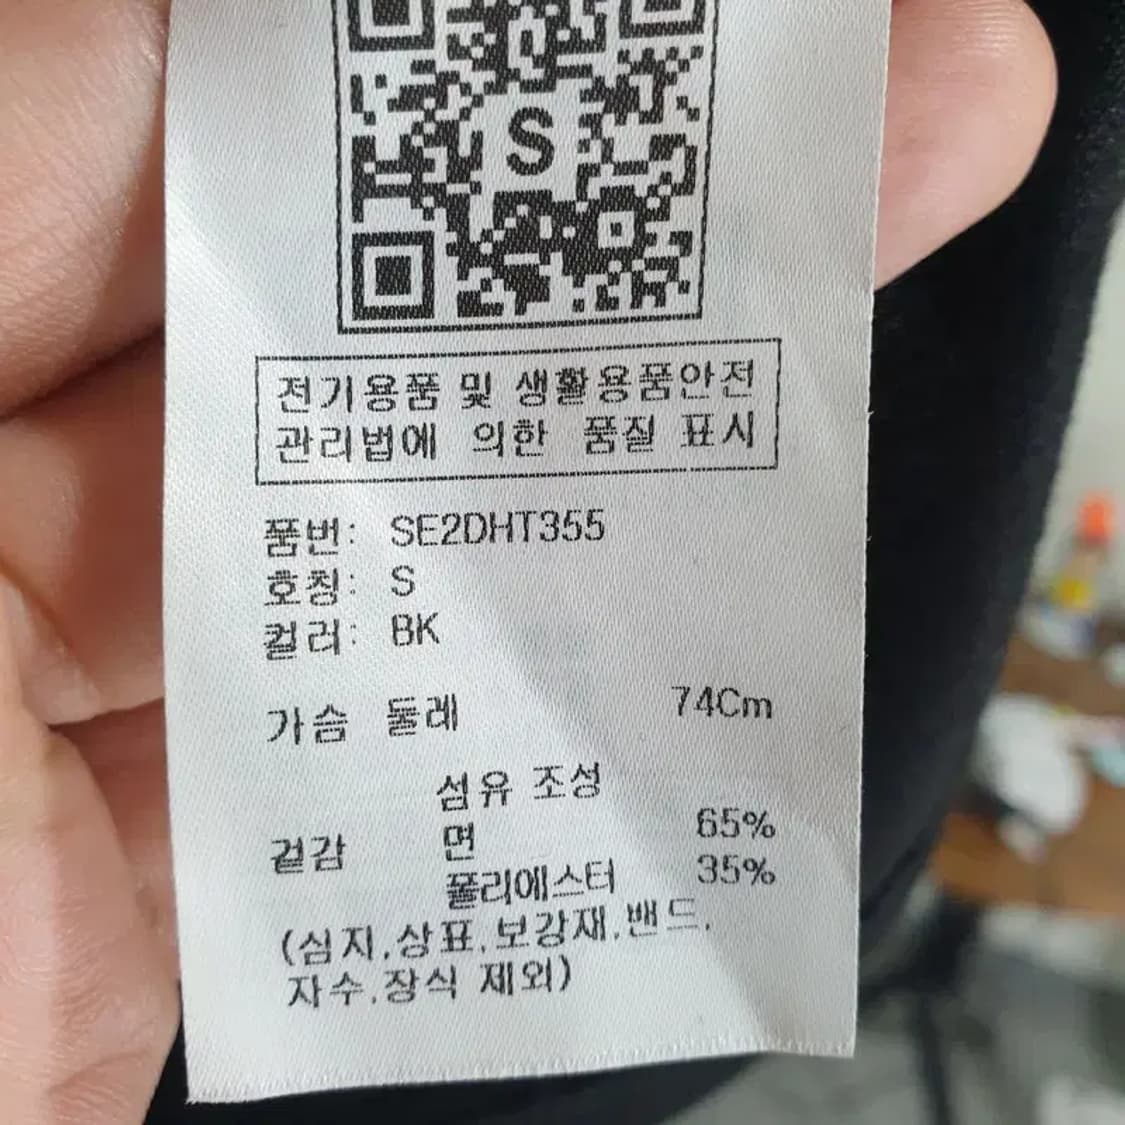 S
전기용품 및 생활용품안전
관리법에 의한 품질 표시
품번: SE2DHT355
호칭: S
컬러: BK
가슴 둘레 74Cm
섬유 조성
겉감 면 65%
폴리에스터 35%
(심지,상표,보강재,밴드,
자수,장식 제외)